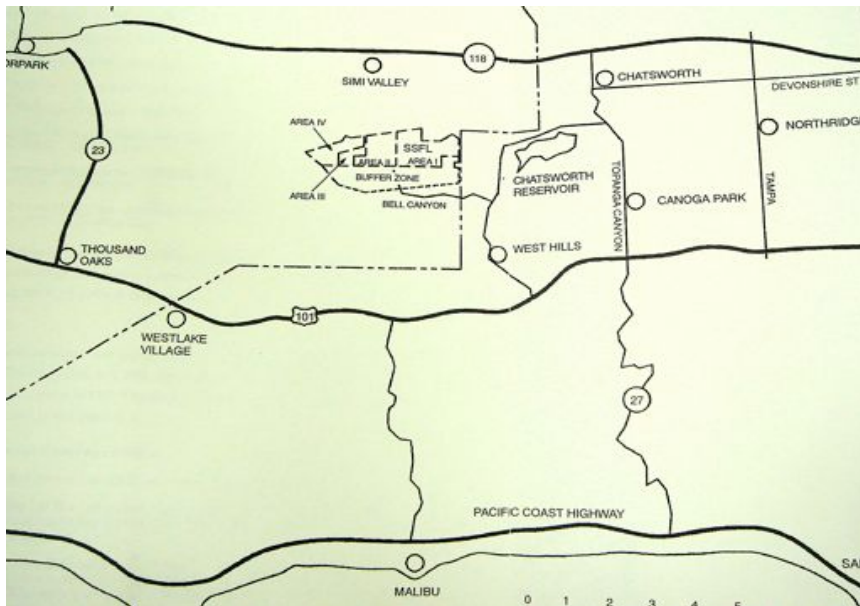 ORPARK
118
SIMI VALLEY
CHATSWORTH
DEVONSHIRE ST
NORTHRIDG
23
AREA IV
SSFL
AREA II
AREA I
BUFFER ZONE
AREA III
BELL CANYON
CHATSWORTH
RESERVOIR
TOPANGA CANYON
TAMPA
CANOGA PARK
WEST HILLS
THOUSAND
OAKS
101
WESTLAKE
VILLAGE
27
PACIFIC COAST HIGHWAY
SA
MALIBU
0 1 2 3 4 5